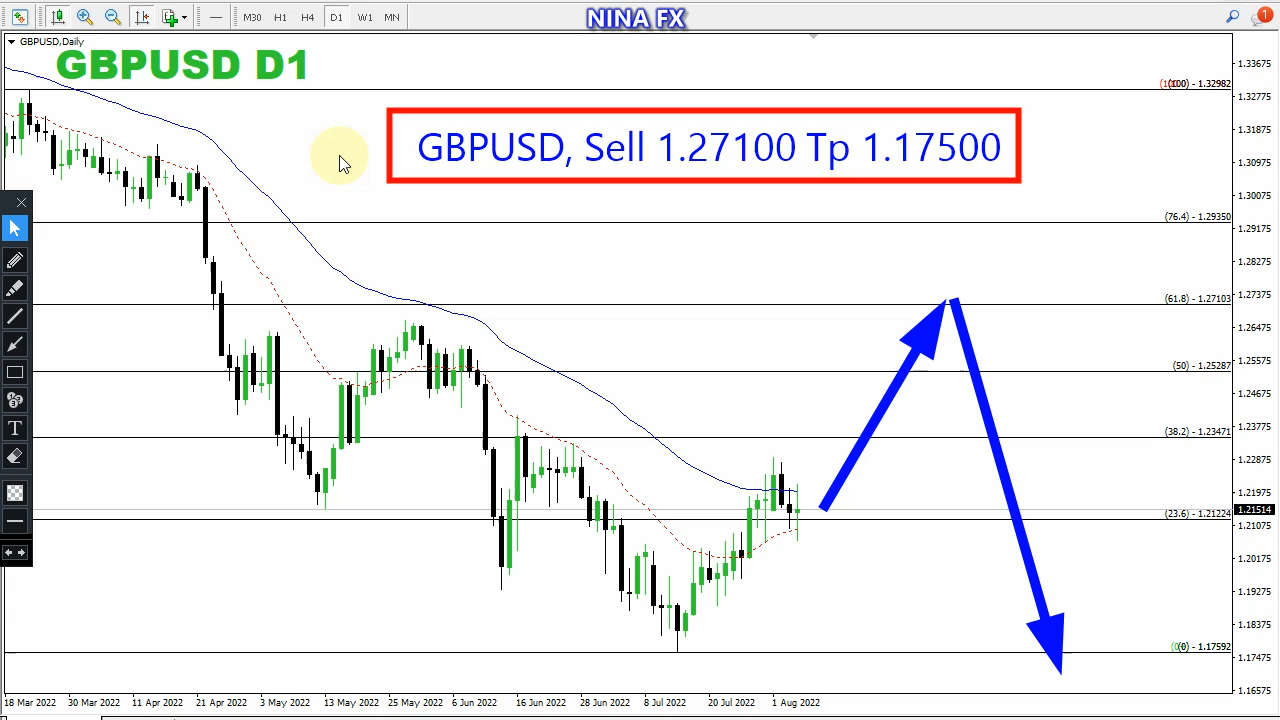 M30 H1 H4 D1 W1 MN
NINA FX
1
GBPUSD,Daily
GBPUSD D1
GBPUSD, Sell 1.27100 Tp 1.17500
(100) - 1.32982
(76.4) - 1.29350
(61.8) - 1.27103
(50) - 1.25287
(38.2) - 1.23471
(23.6) - 1.21224
(0) - 1.17592
1.33675
1.32775
1.31875
1.30975
1.30075
1.29175
1.28275
1.27375
1.26475
1.25575
1.24675
1.23775
1.22875
1.21975
1.21514
1.21075
1.20175
1.19275
1.18375
1.17475
1.16575
T
18 Mar 2022 30 Mar 2022 11 Apr 2022 21 Apr 2022 3 May 2022 13 May 2022 25 May 2022 6 Jun 2022 16 Jun 2022 28 Jun 2022 8 Jul 2022 20 Jul 2022 1 Aug 2022